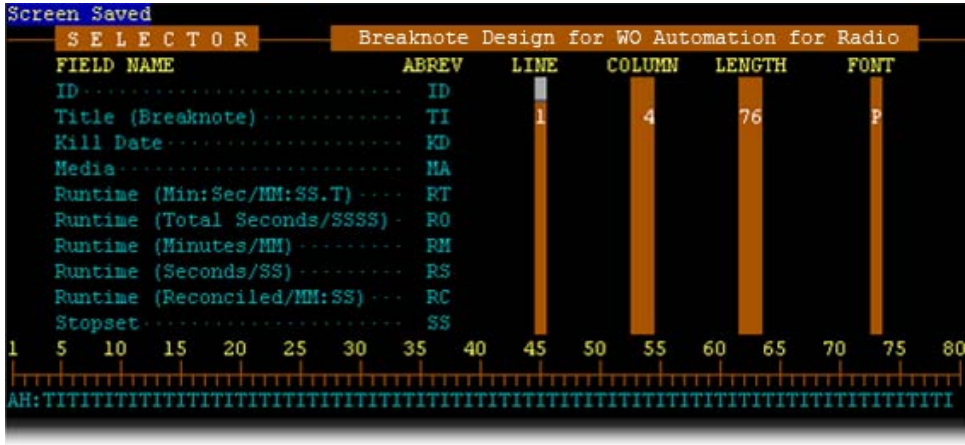 Screen Saved
S E L E C T O R Breaknote Design for WO Automation for Radio
FIELD NAME ABREV LINE COLUMN LENGTH FONT
ID ID
Title (Breaknote) TI 1 4 76 P
Kill Date KD
Media MA
Runtime (Min:Sec/MM:SS.T) RT
Runtime (Total Seconds/SSSS) RO
Runtime (Minutes/MM) RM
Runtime (Seconds/SS) RS
Runtime (Reconciled/MM:SS) RC
Stopset SS
1 5 10 15 20 25 30 35 40 45 50 55 60 65 70 75 80
AH:TITITITITITITITITITITITITITITITITITITITITITITITITITITITITITITITITITITITITITI